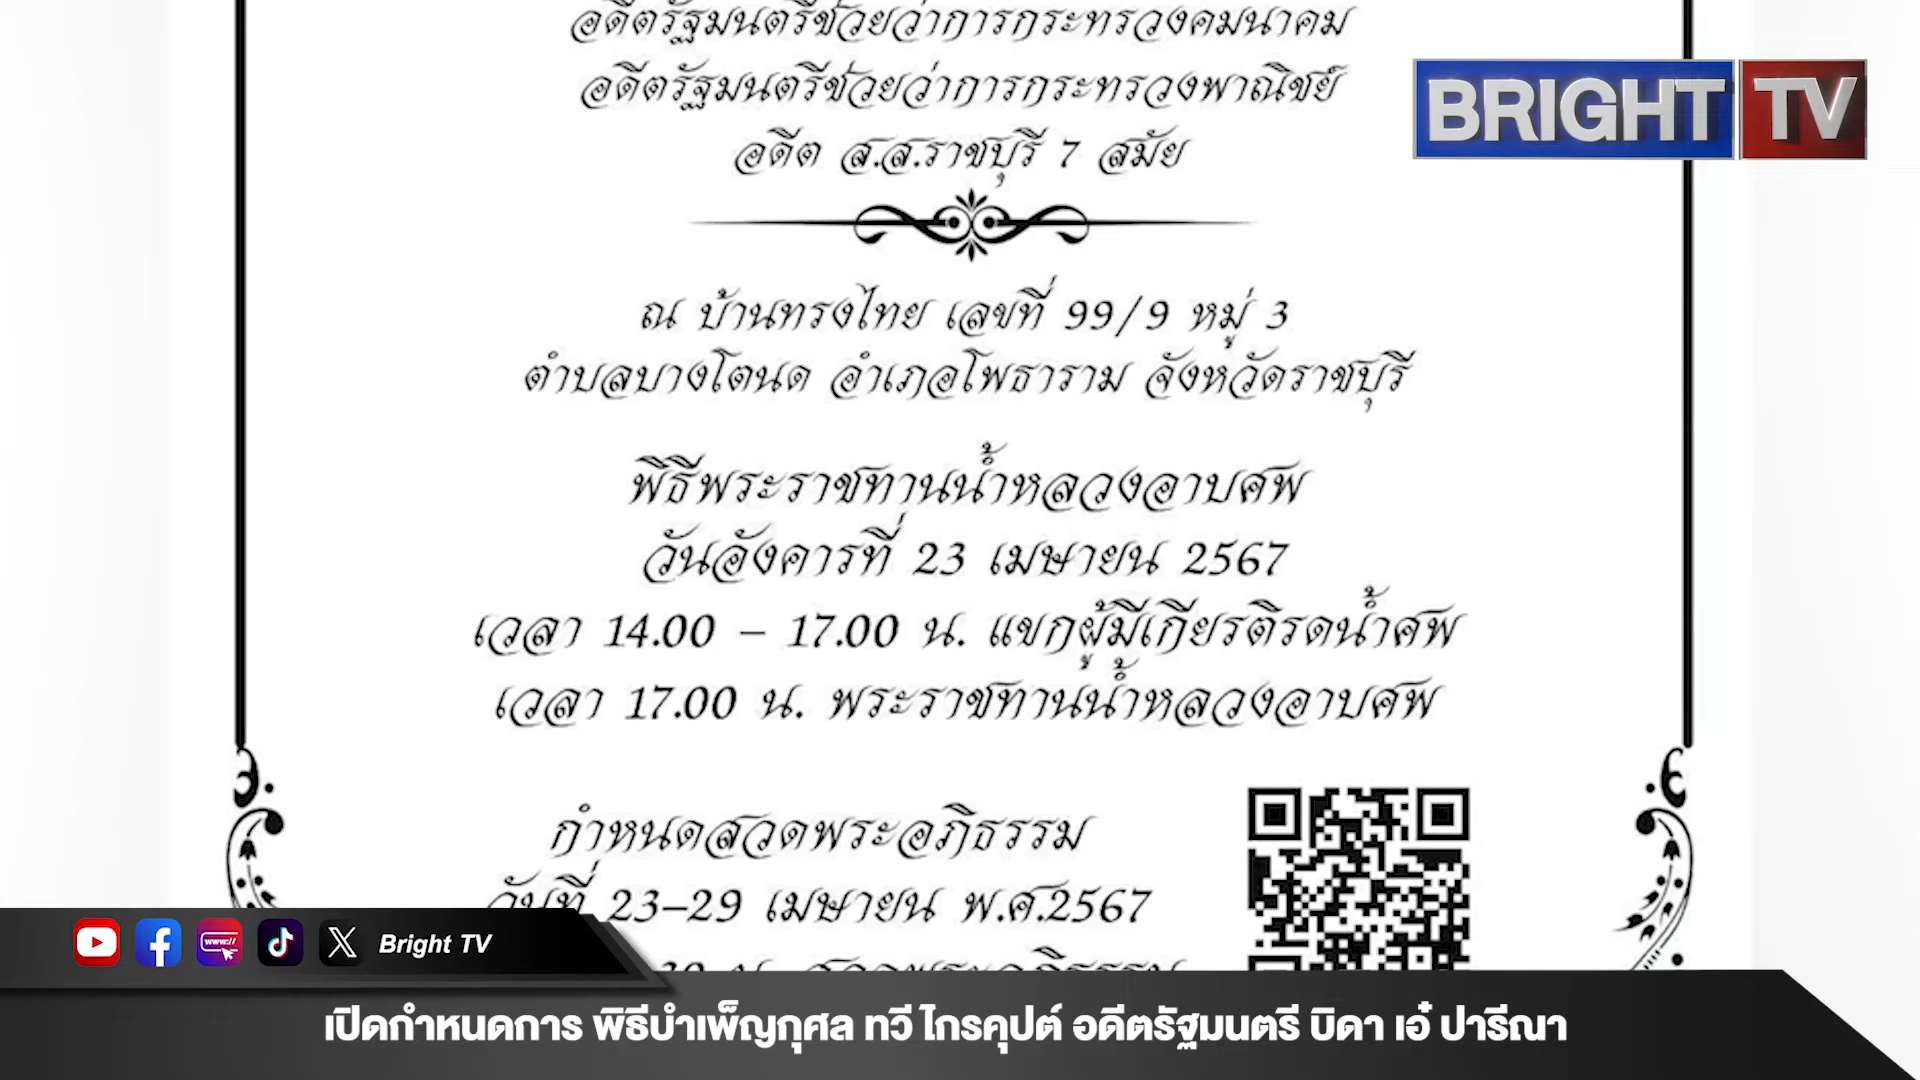 อดีตรัฐมนตรีช่วยว่าการกระทรวงคมนาคม
อดีตรัฐมนตรีช่วยว่าการกระทรวงพาณิชย์
อดีต ส.ส.ราชบุรี 7 สมัย
BRIGHT TV
ณ บ้านทรงไทย เลขที่ 99/9 หมู่ 3
ตำบลบางโตนด อำเภอโพธาราม จังหวัดราชบุรี
พิธีพระราชทานน้ำหลวงอาบศพ
วันอังคารที่ 23 เมษายน 2567
เวลา 14.00 – 17.00 น. แขกผู้มีเกียรติรดน้ำศพ
เวลา 17.00 น. พระราชทานน้ำหลวงอาบศพ
กำหนดสวดพระอภิธรรม
วันที่ 23–29 เมษายน พ.ศ.2567
www://
Bright TV
เปิดกำหนดการ พิธีบำเพ็ญกุศล ทวี ไกรคุปต์ อดีตรัฐมนตรี บิดา เอ๋ ปารีณา